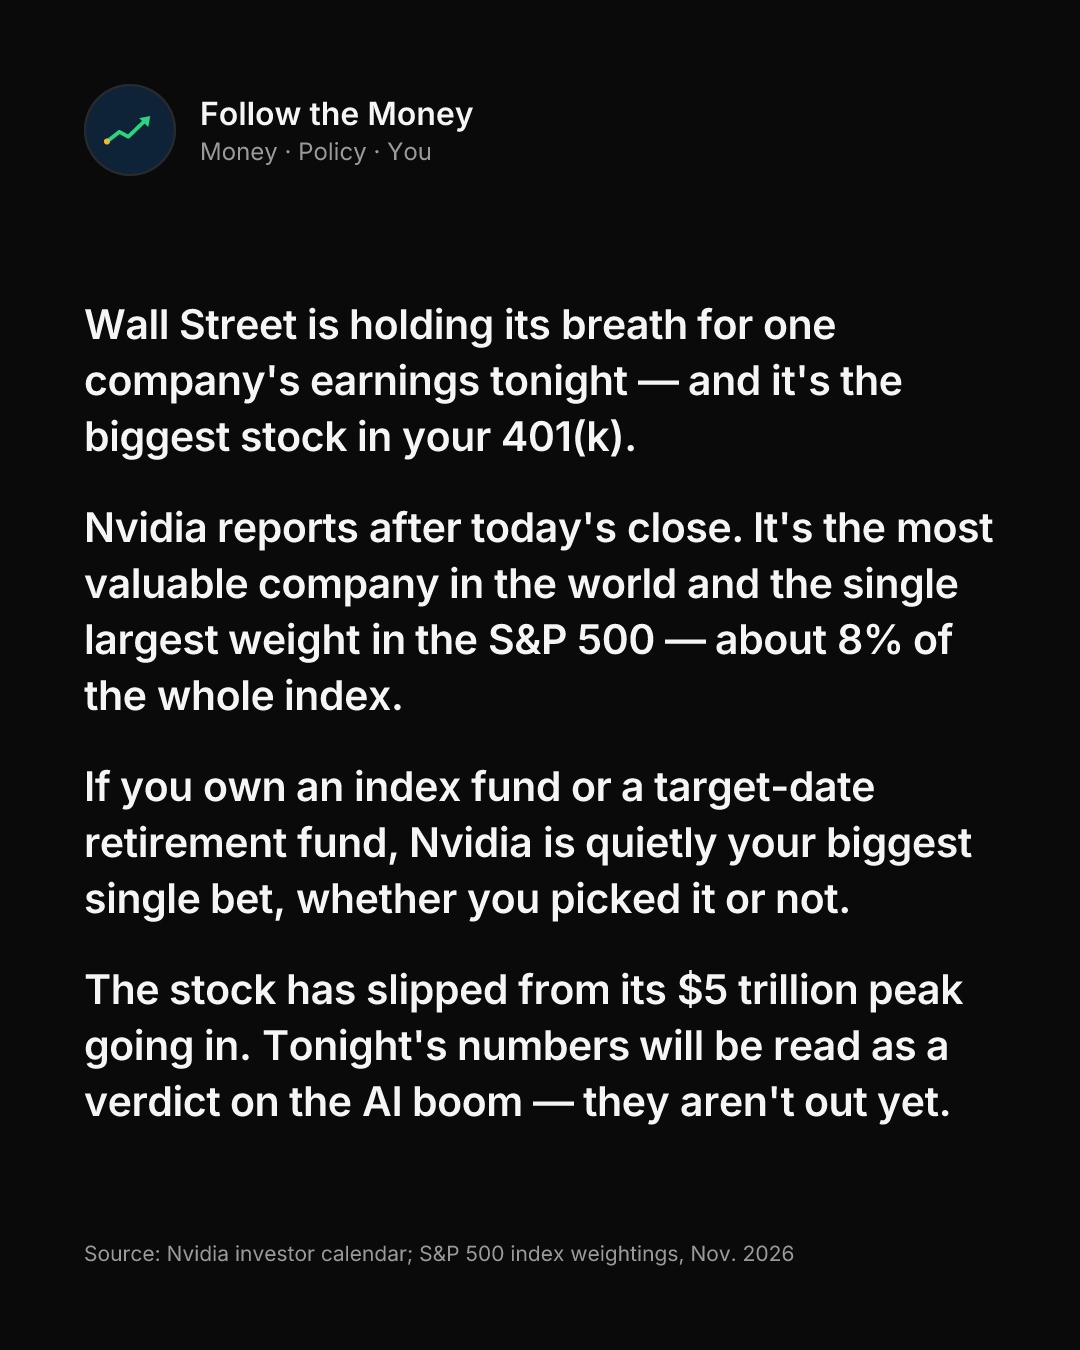 Follow the Money
Money · Policy · You
Wall Street is holding its breath for one
company's earnings tonight — and it's the
biggest stock in your 401(k).
Nvidia reports after today's close. It's the most
valuable company in the world and the single
largest weight in the S&P 500 — about 8% of
the whole index.
If you own an index fund or a target-date
retirement fund, Nvidia is quietly your biggest
single bet, whether you picked it or not.
The stock has slipped from its $5 trillion peak
going in. Tonight's numbers will be read as a
verdict on the AI boom — they aren't out yet.
Source: Nvidia investor calendar; S&P 500 index weightings, Nov. 2026